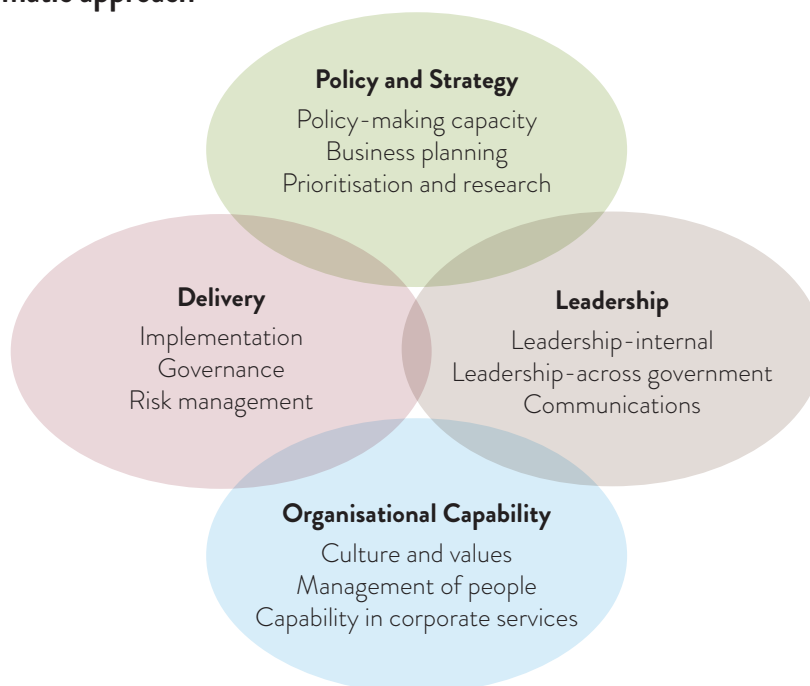 approach
Policy and Strategy
Policy-making capacity
Business planning
Prioritisation and research
Delivery
Implementation
Governance
Risk management
Leadership
Leadership-internal
Leadership-across government
Communications
Organisational Capability
Culture and values
Management of people
Capability in corporate services